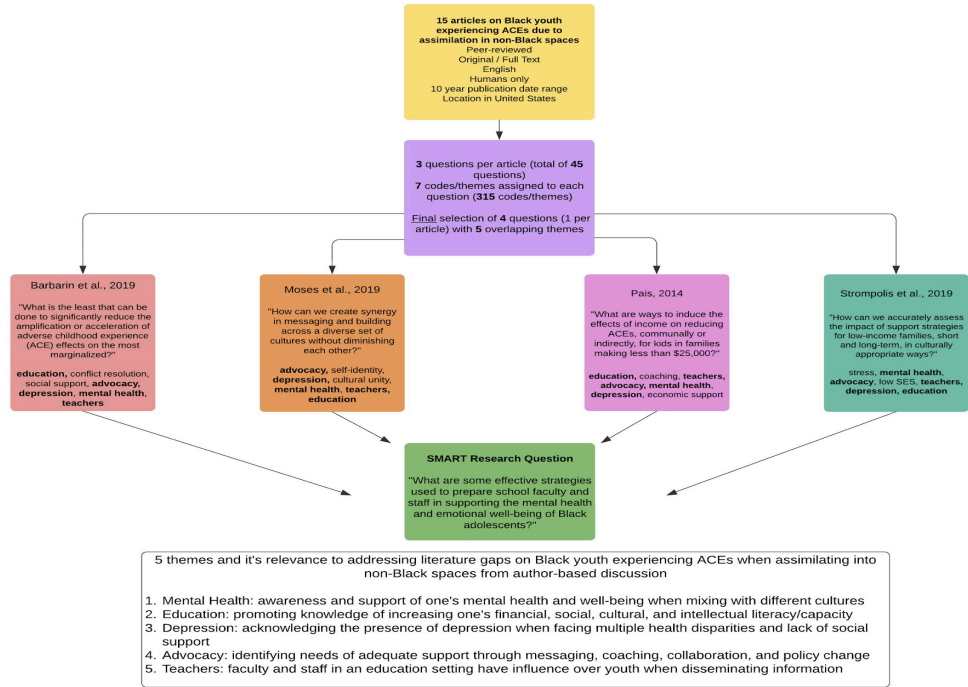 15 articles on Black youth
experiencing ACEs due to
assimilation in non-Black spaces
Peer-reviewed
Original / Full Text
English
Humans only
10 year publication date range
Location in United States
3 questions per article (total of 45
questions)
7 codes/themes assigned to each
question (315 codes/themes)
Final selection of 4 questions (1 per
article) with 5 overlapping themes
Barbarin et al., 2019
"What is the least that can be
done to significantly reduce the
amplification or acceleration of
adverse childhood experience
(ACE) effects on the most
marginalized?"
education, conflict resolution,
social support, advocacy,
depression, mental health,
teachers
Moses et al., 2019
"How can we create synergy
in messaging and building
across a diverse set of
cultures without diminishing
each other?"
advocacy, self-identity,
depression, cultural unity,
mental health, teachers,
education
Pais, 2014
"What are ways to induce the
effects of income on reducing
ACEs, communally or
indirectly, for kids in families
making less than $25,000?"
education, coaching, teachers,
advocacy, mental health,
depression, economic support
Strompolis et al., 2019
"How can we accurately assess
the impact of support strategies
for low-income families, short
and long-term, in culturally
appropriate ways?"
stress, mental health,
advocacy, low SES, teachers,
depression, education
SMART Research Question
"What are some effective strategies
used to prepare school faculty and
staff in supporting the mental health
and emotional well-being of Black
adolescents?"
5 themes and it's relevance to addressing literature gaps on Black youth experiencing ACEs when assimilating into
non-Black spaces from author-based discussion
1. Mental Health: awareness and support of one's mental health and well-being when mixing with different cultures
2. Education: promoting knowledge of increasing one's financial, social, cultural, and intellectual literacy/capacity
3. Depression: acknowledging the presence of depression when facing multiple health disparities and lack of social
support
4. Advocacy: identifying needs of adequate support through messaging, coaching, collaboration, and policy change
5. Teachers: faculty and staff in an education setting have influence over youth when disseminating information